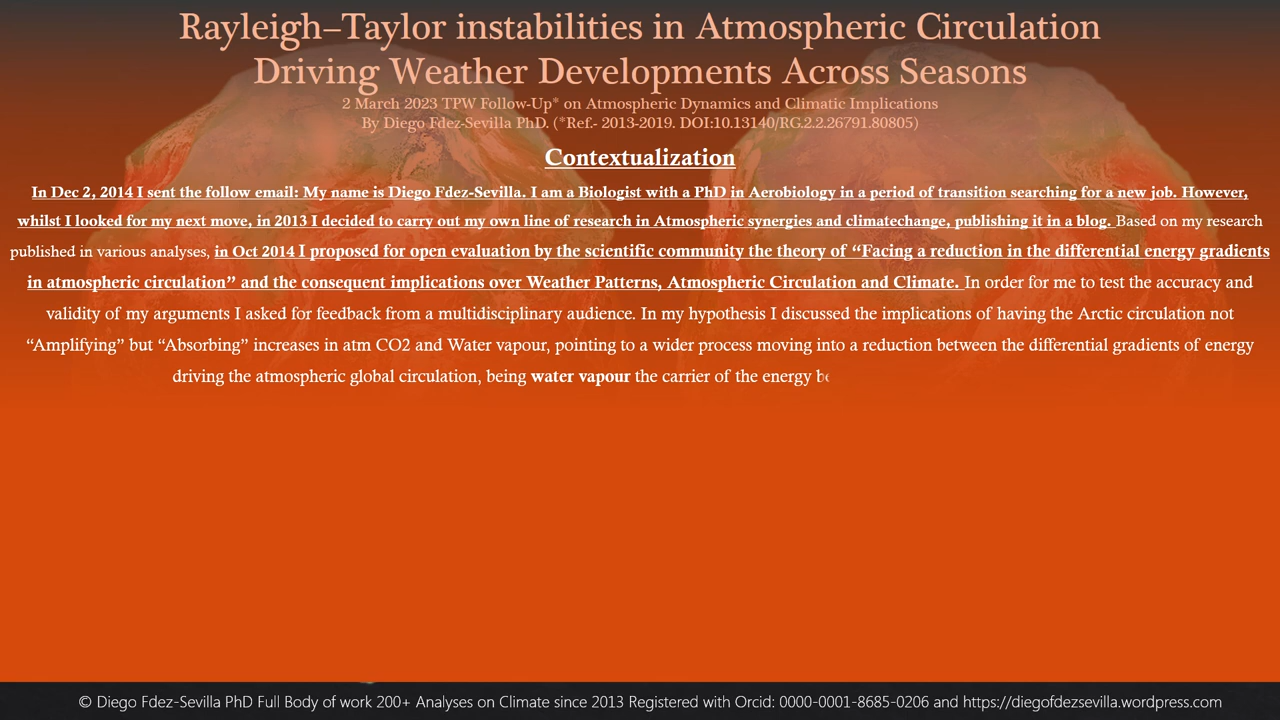 Rayleigh–Taylor instabilities in Atmospheric Circulation
Driving Weather Developments Across Seasons
2 March 2023 TPW Follow-Up* on Atmospheric Dynamics and Climatic Implications
By Diego Fdez-Sevilla PhD. (*Ref.- 2013-2019. DOI:10.13140/RG.2.2.26791.80805)
Contextualization
In Dec 2, 2014 I sent the follow email: My name is Diego Fdez-Sevilla. I am a Biologist with a PhD in Aerobiology in a period of transition searching for a new job. However,
whilst I looked for my next move, in 2013 I decided to carry out my own line of research in Atmospheric synergies and climatechange, publishing it in a blog. Based on my research
published in various analyses, in Oct 2014 I proposed for open evaluation by the scientific community the theory of “Facing a reduction in the differential energy gradients
in atmospheric circulation” and the consequent implications over Weather Patterns, Atmospheric Circulation and Climate. In order for me to test the accuracy and
validity of my arguments I asked for feedback from a multidisciplinary audience. In my hypothesis I discussed the implications of having the Arctic circulation not
“Amplifying” but “Absorbing” increases in atm CO2 and Water vapour, pointing to a wider process moving into a reduction between the differential gradients of energy
driving the atmospheric global circulation, being water vapour the carrier of the energy
© Diego Fdez-Sevilla PhD Full Body of work 200+ Analyses on Climate since 2013 Registered with Orcid: 0000-0001-8685-0206 and https://diegofdezsevilla.wordpress.com